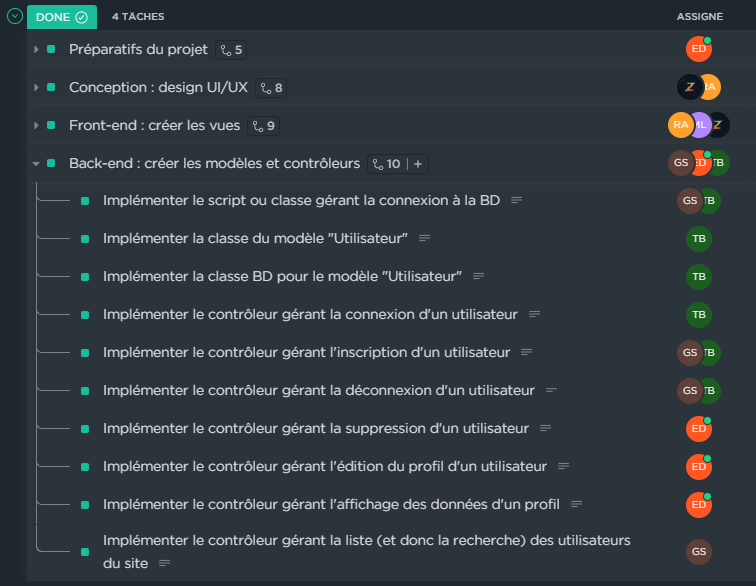 DONE 4 TÂCHES ASSIGNÉ
Préparatifs du projet 5 ED
Conception : design UI/UX 8 Z RA
Front-end : créer les vues 9 RA ML Z
Back-end : créer les modèles et contrôleurs 10 + GS ED TB
Implémenter le script ou classe gérant la connexion à la BD GS TB
Implémenter la classe du modèle "Utilisateur" TB
Implémenter la classe BD pour le modèle "Utilisateur" TB
Implémenter le contrôleur gérant la connexion d'un utilisateur TB
Implémenter le contrôleur gérant l'inscription d'un utilisateur GS TB
Implémenter le contrôleur gérant la déconnexion d'un utilisateur GS TB
Implémenter le contrôleur gérant la suppression d'un utilisateur ED
Implémenter le contrôleur gérant l'édition du profil d'un utilisateur ED
Implémenter le contrôleur gérant l'affichage des données d'un profil ED
Implémenter le contrôleur gérant la liste (et donc la recherche) des utilisateurs
du site GS